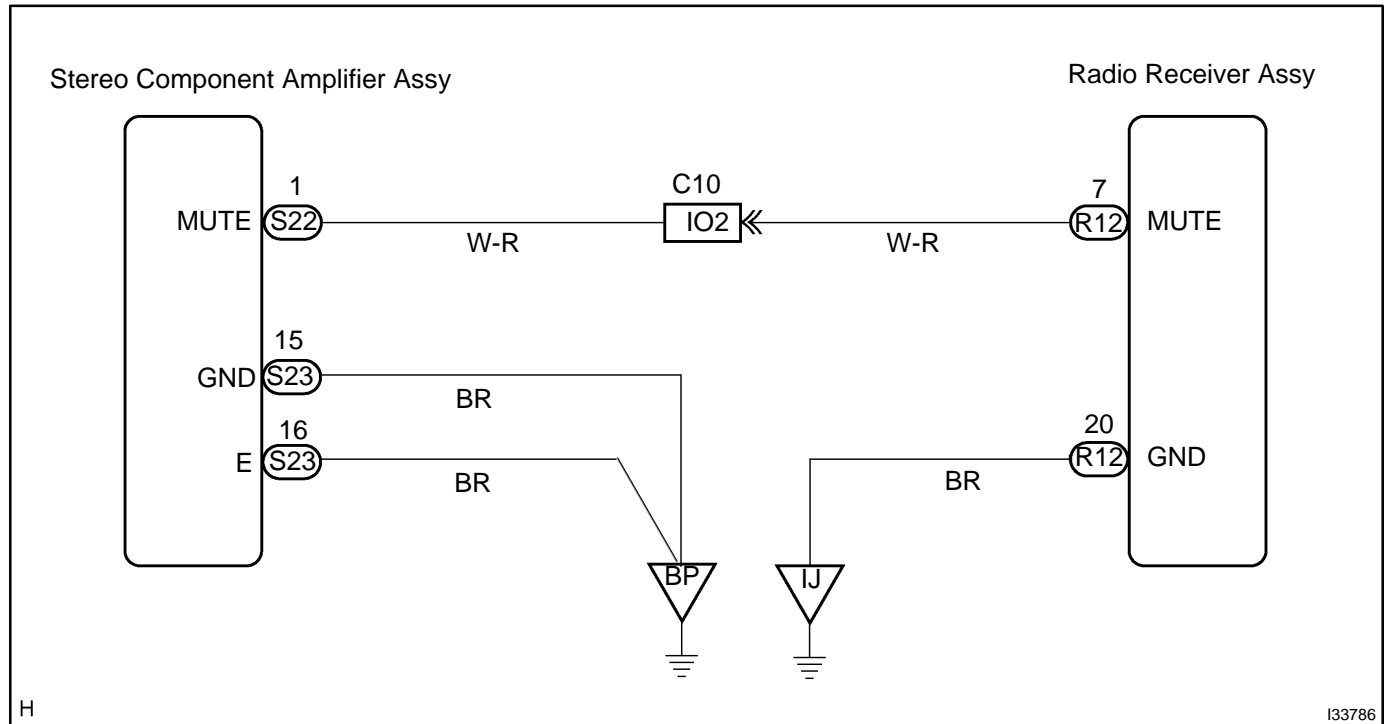 Stereo Component Amplifier Assy
Radio Receiver Assy
1
C10
7
MUTE
S22
IO2
R12
MUTE
W-R
W-R
15
GND
S23
BR
16
20
E
S23
R12
GND
BR
BR
BP
IJ
H
I33786